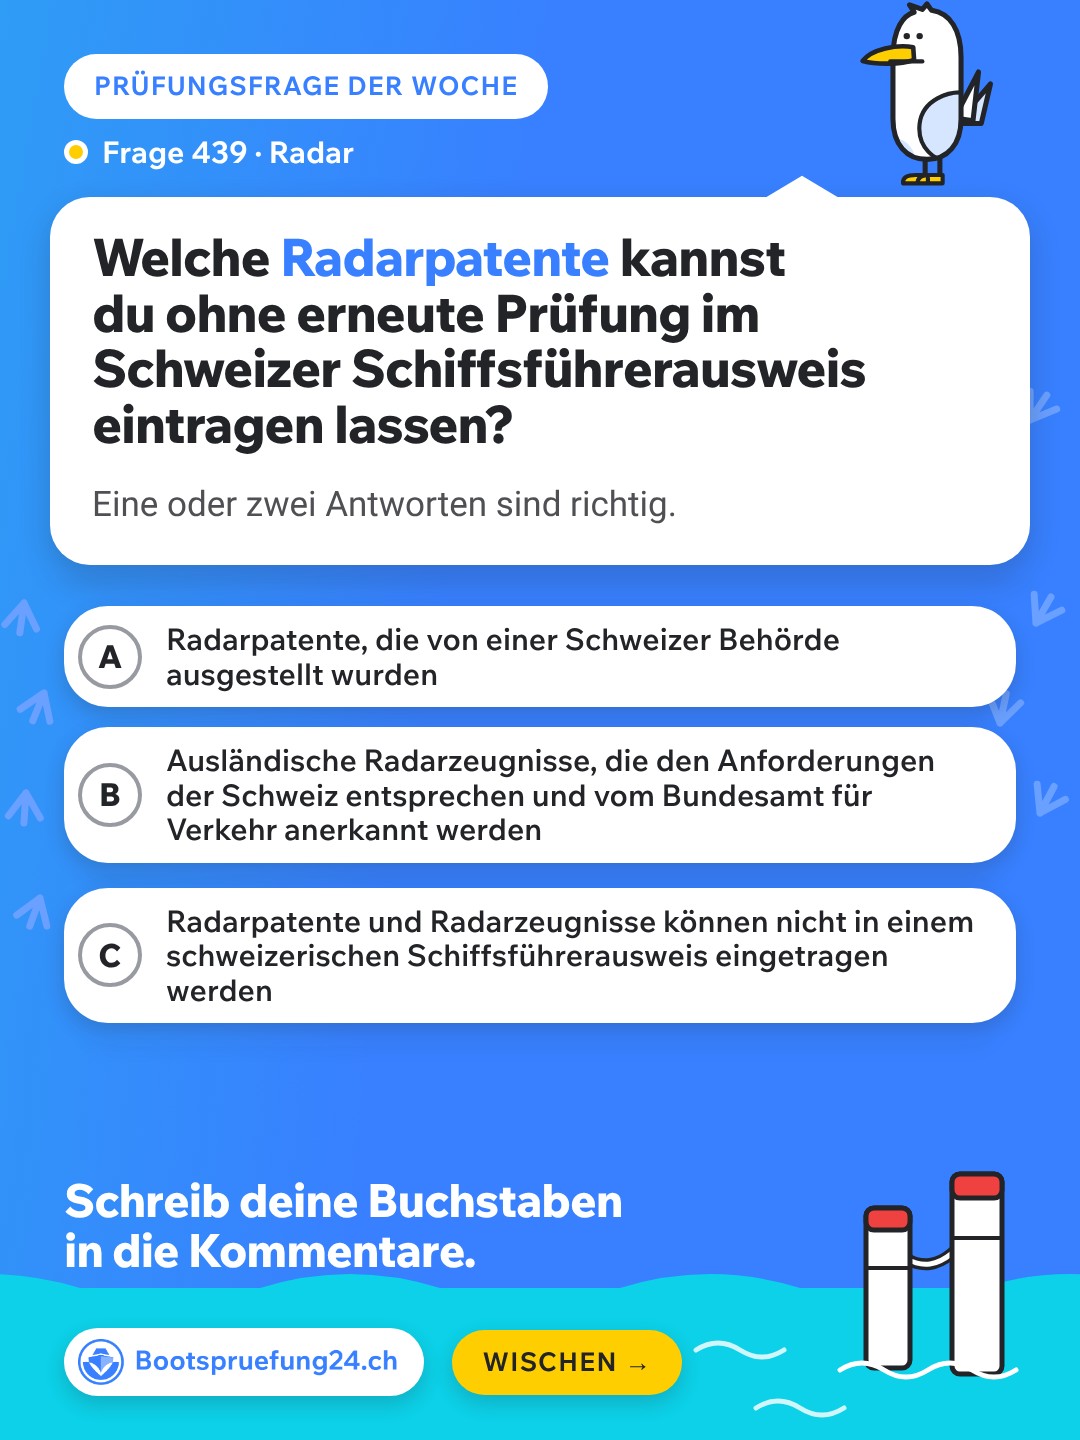 PRÜFUNGSFRAGE DER WOCHE
Frage 439 · Radar
Welche Radarpatente kannst
du ohne erneute Prüfung im
Schweizer Schiffsführerausweis
eintragen lassen?
Eine oder zwei Antworten sind richtig.
A
Radarpatente, die von einer Schweizer Behörde
ausgestellt wurden
B
Ausländische Radarzeugnisse, die den Anforderungen
der Schweiz entsprechen und vom Bundesamt für
Verkehr anerkannt werden
C
Radarpatente und Radarzeugnisse können nicht in einem
schweizerischen Schiffsführerausweis eingetragen
werden
Schreib deine Buchstaben
in die Kommentare.
Bootspruefung24.ch
WISCHEN →